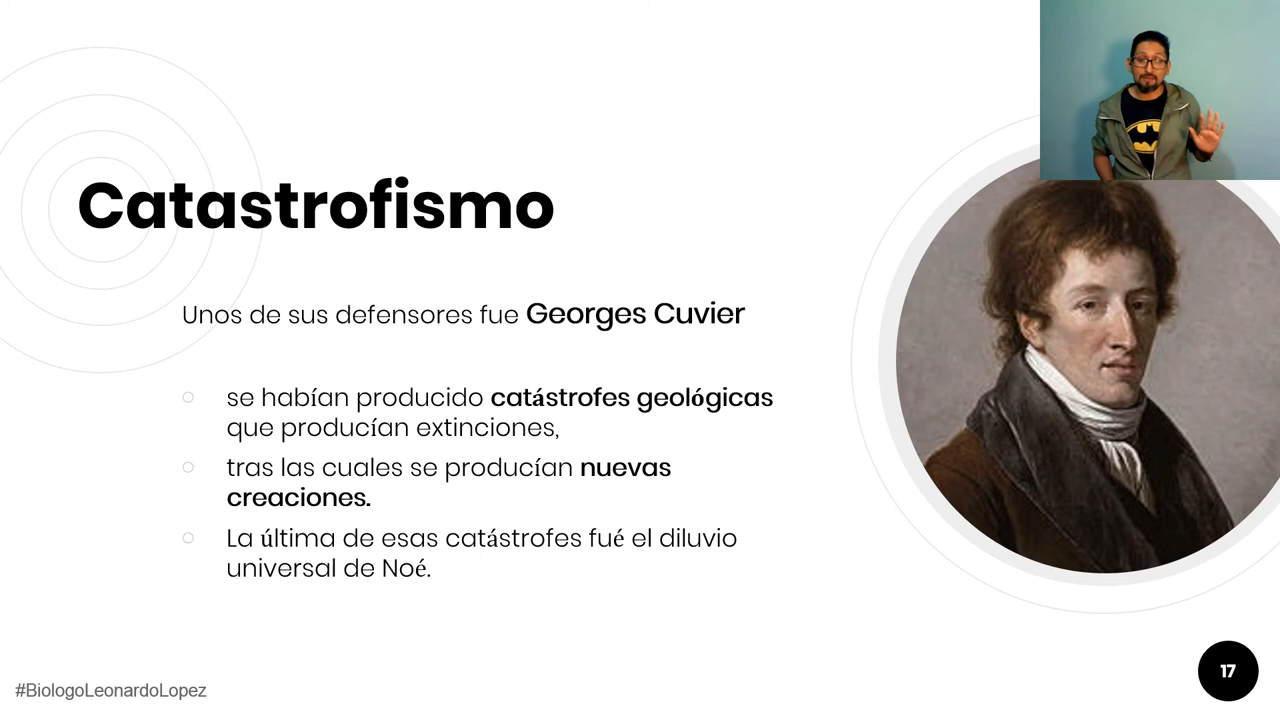 Catastrofismo
Unos de sus defensores fue Georges Cuvier
se habían producido catástrofes geológicas
que producían extinciones,
tras las cuales se producían nuevas
creaciones.
La última de esas catástrofes fué el diluvio
universal de Noé.
17
#BiologoLeonardoLopez